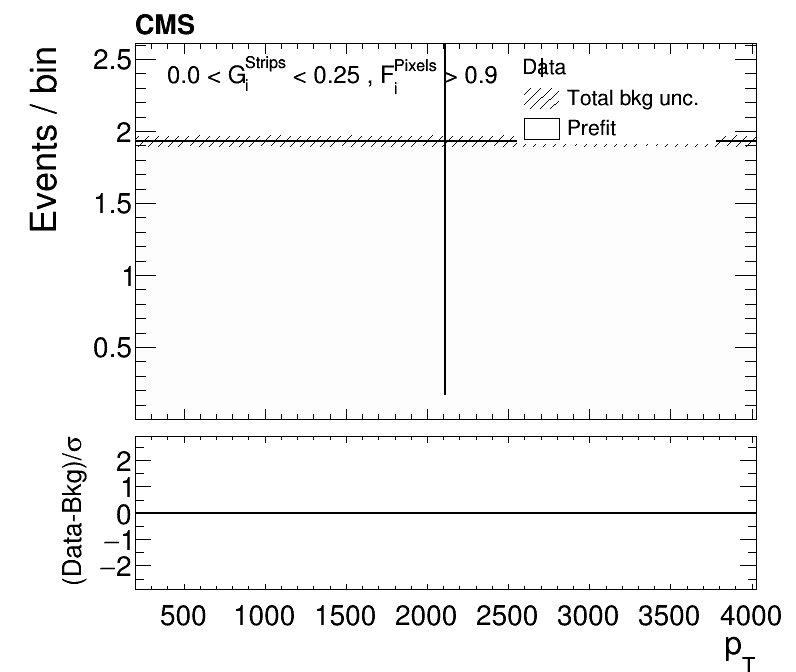 CMS
Events / bin
2.5
2
1.5
1
0.5
0.0 < G_i^Strips < 0.25 , F_i^Pixels > 0.9
Data
Total bkg unc.
Prefit
(Data-Bkg)/σ
2
1
0
−1
−2
500 1000 1500 2000 2500 3000 3500 4000
p_T